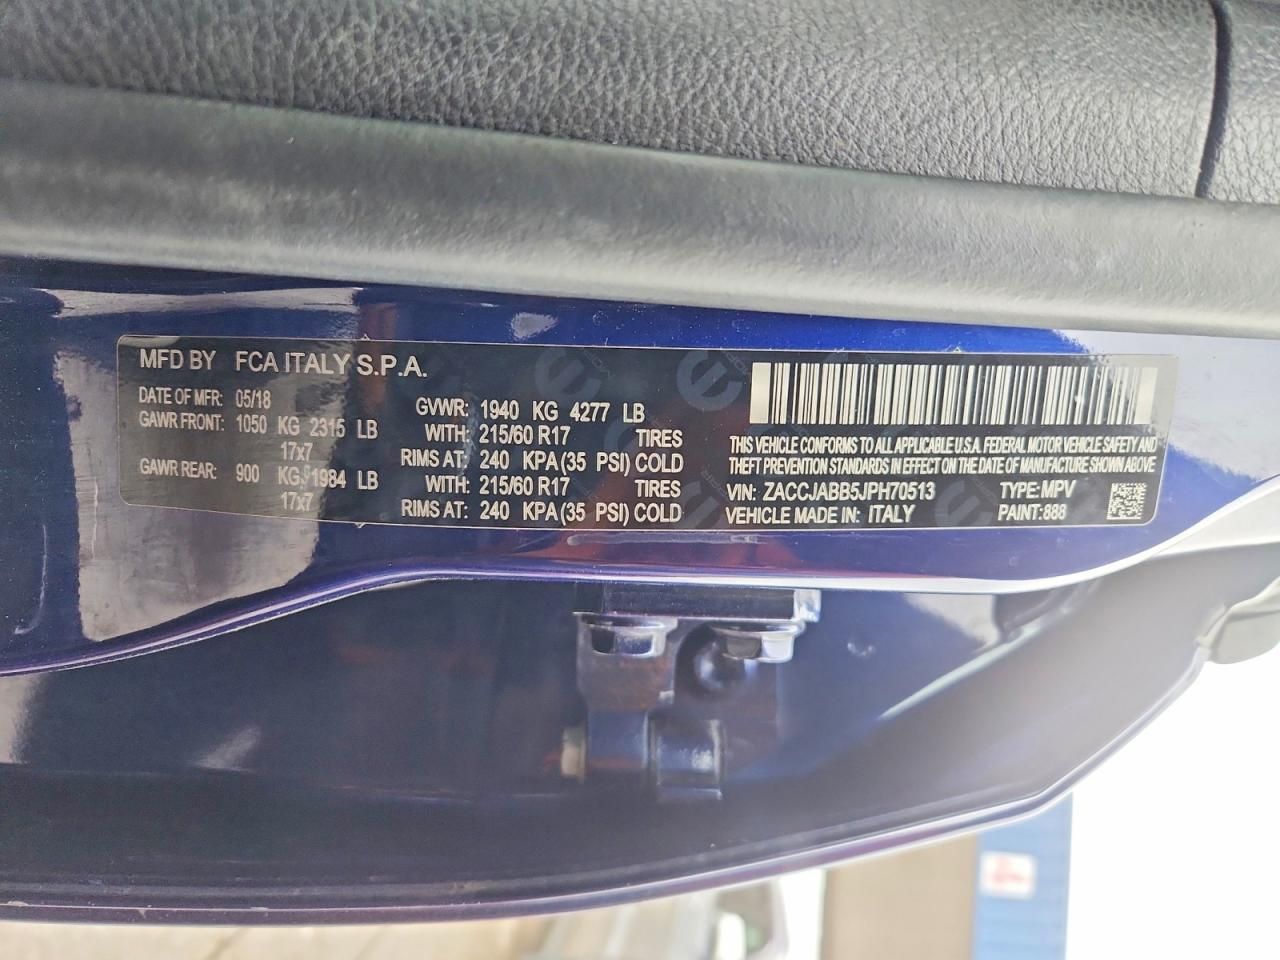 MFD BY FCA ITALY S.P.A.
DATE OF MFR: 05/18 GVWR: 1940 KG 4277 LB
GAWR FRONT: 1050 KG 2315 LB WITH: 215/60 R17 TIRES
17x7 RIMS AT: 240 KPA (35 PSI) COLD
GAWR REAR: 900 KG 1984 LB WITH: 215/60 R17 TIRES
17x7 RIMS AT: 240 KPA (35 PSI) COLD
THIS VEHICLE CONFORMS TO ALL APPLICABLE U.S.A. FEDERAL MOTOR VEHICLE SAFETY AND
THEFT PREVENTION STANDARDS IN EFFECT ON THE DATE OF MANUFACTURE SHOWN ABOVE
VIN: ZACCJABB5JPH70513 TYPE: MPV
VEHICLE MADE IN: ITALY PAINT: 888